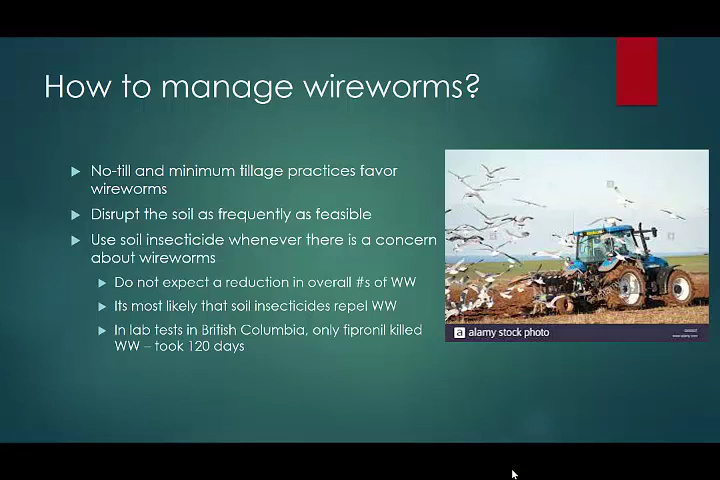 How to manage wireworms?
No-till and minimum tillage practices favor
wireworms
Disrupt the soil as frequently as feasible
Use soil insecticide whenever there is a concern
about wireworms
Do not expect a reduction in overall #s of WW
Its most likely that soil insecticides repel WW
In lab tests in British Columbia, only fipronil killed
WW – took 120 days
a alamy stock photo